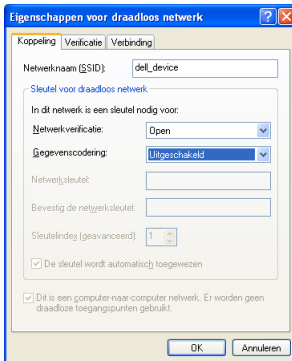 Eigenschappen voor draadloos netwerk
Koppeling Verificatie Verbinding
Netwerknaam (SSID): dell_device
Sleutel voor draadloos netwerk
In dit netwerk is een sleutel nodig voor:
Netwerkverificatie: Open
Gegevenscodering: Uitgeschakeld
Netwerksleutel:
Bevestig de netwerksleutel:
Sleutelindex (geavanceerd): 1
De sleutel wordt automatisch toegewezen
Dit is een computer-naar-computer netwerk. Er worden geen
draadloze toegangspunten gebruikt.
OK Annuleren